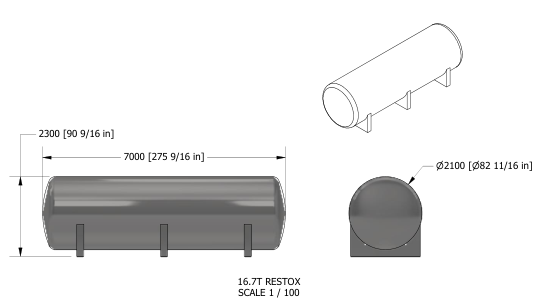 2300 [90 9/16 in]
7000 [275 9/16 in]
Ø2100 [Ø82 11/16 in]
16.7T RESTOX
SCALE 1 / 100